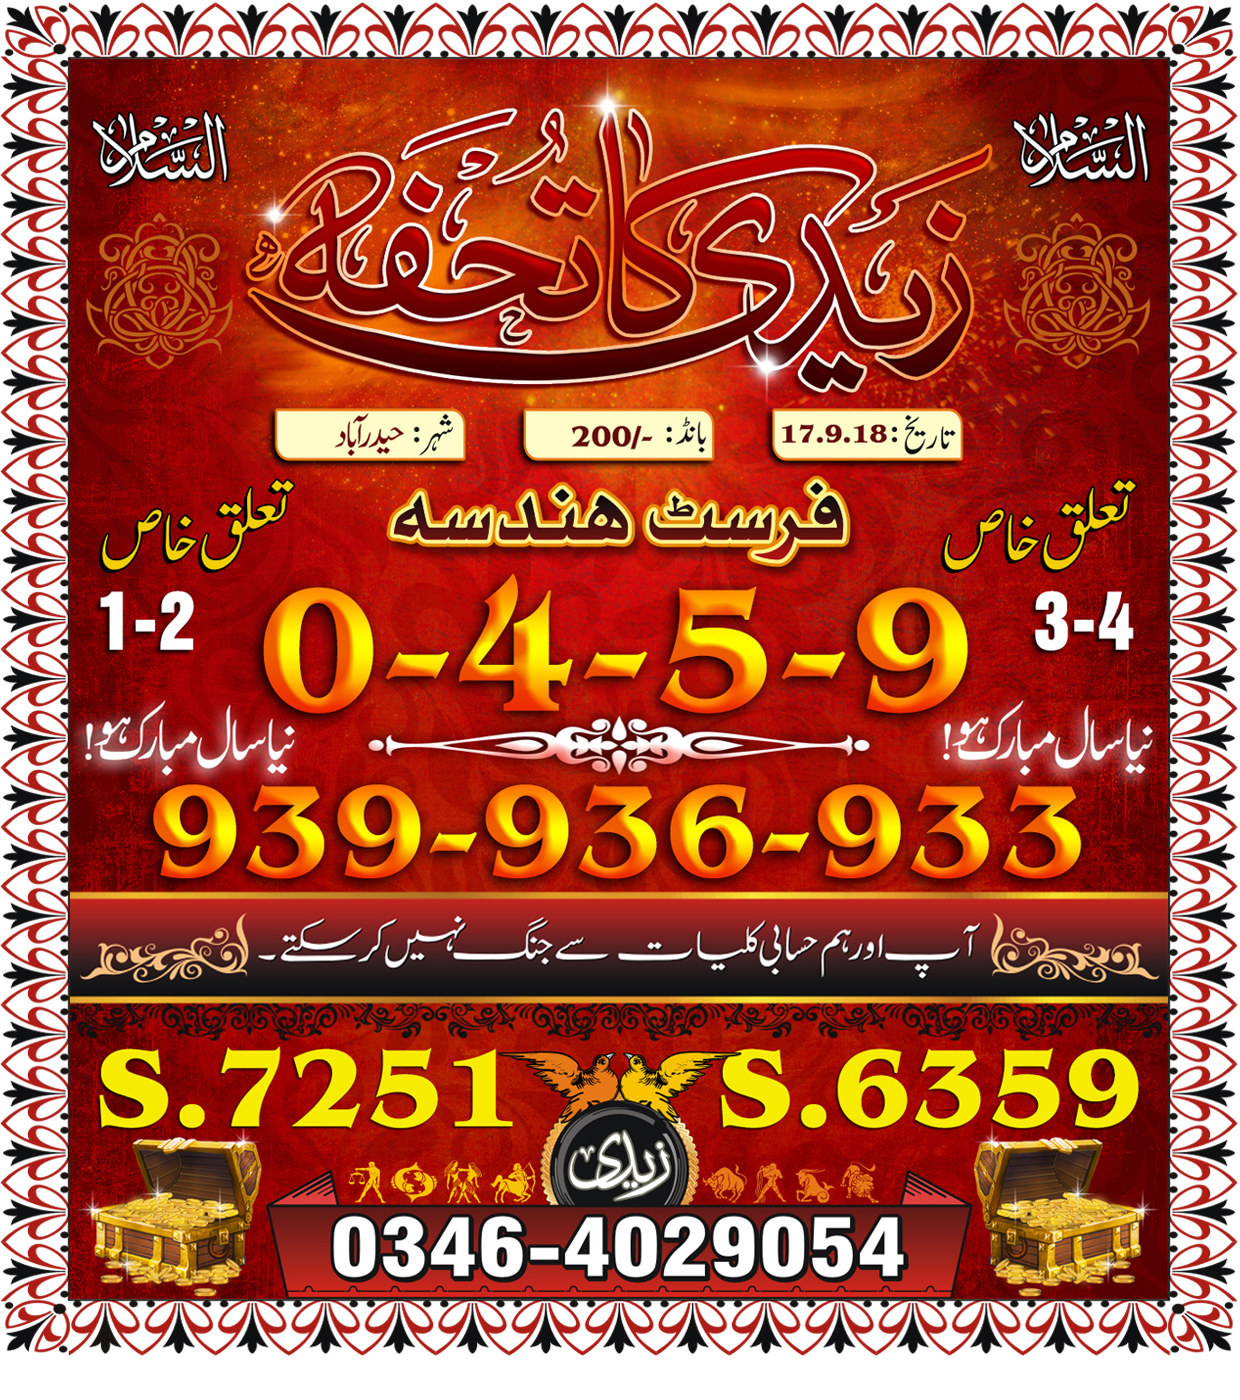 السلام السلام
زیدی کا تحفہ
تاریخ: 17.9.18 بانڈ: 200/- شہر: حیدرآباد
فرسٹ ھندسہ
تعلق خاص تعلق خاص
3-4 0-4-5-9 1-2
نیا سال مبارک ہو! نیا سال مبارک ہو!
939-936-933
آپ اور ہم حسابی کلیات سے جنگ نہیں کر سکتے۔
S.7251 S.6359
زیدی
0346-4029054